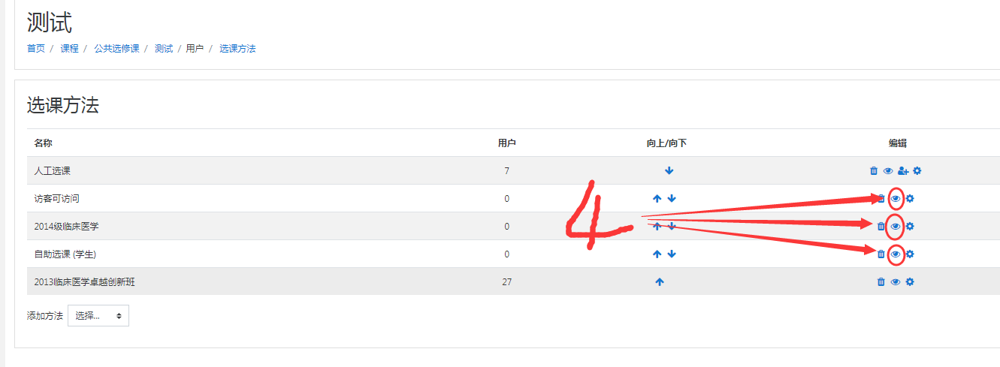 测试
首页 / 课程 / 公共选修课 / 测试 / 用户 / 选课方法
选课方法
名称 用户 向上/向下 编辑
人工选课 7
访客可访问 0
2014级临床医学 0
自助选课 (学生) 0
2013临床医学卓越创新班 27
4
添加方法 选择...